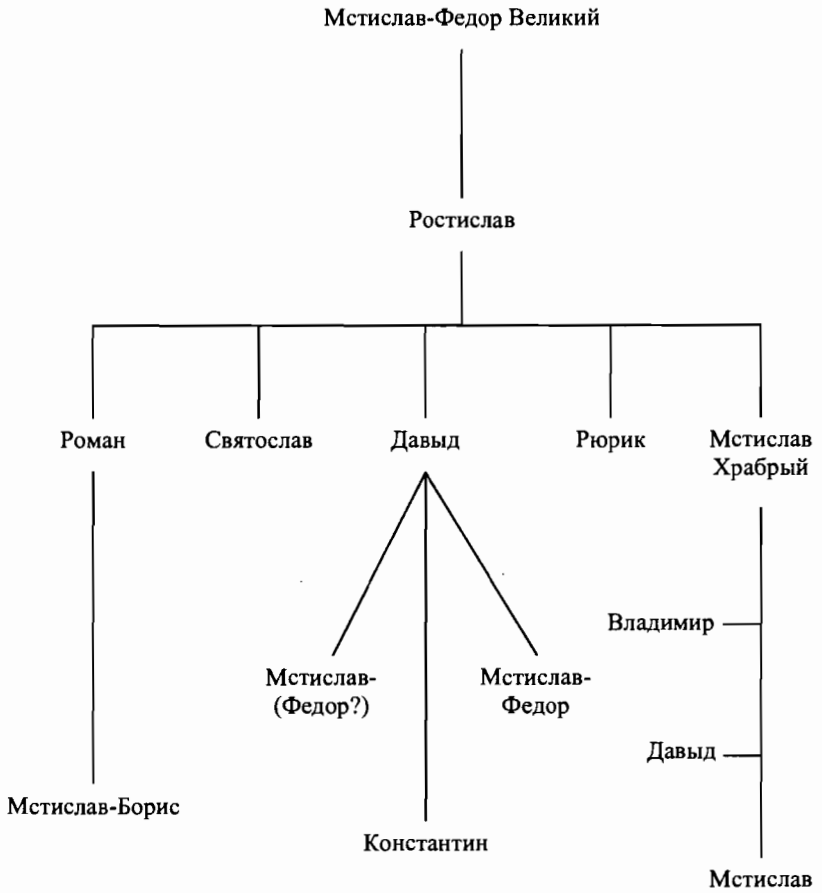 Мстислав-Федор Великий
Ростислав
Роман
Святослав
Давыд
Рюрик
Мстислав
Храбрый
Владимир
Мстислав-
(Федор?)
Мстислав-
Федор
Давыд
Мстислав-Борис
Константин
Мстислав